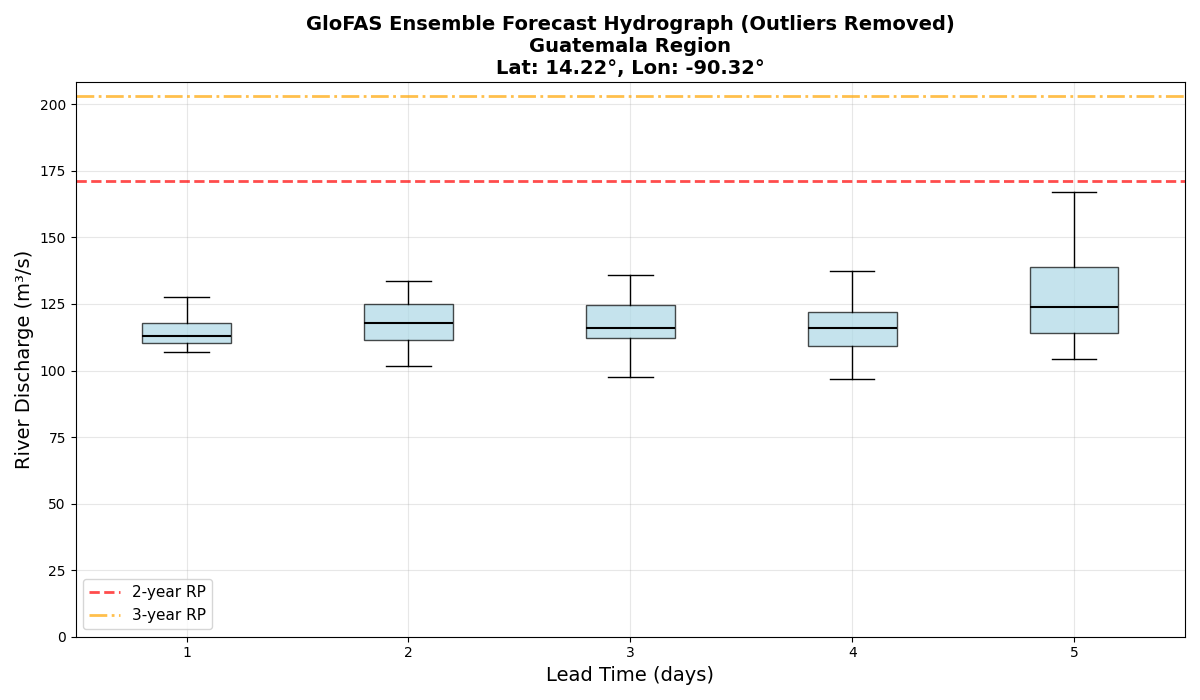 GloFAS Ensemble Forecast Hydrograph (Outliers Removed)
Guatemala Region
Lat: 14.22°, Lon: -90.32°
River Discharge (m³/s)
200
175
150
125
100
75
50
25
0
2-year RP
3-year RP
1 2 3 4 5
Lead Time (days)